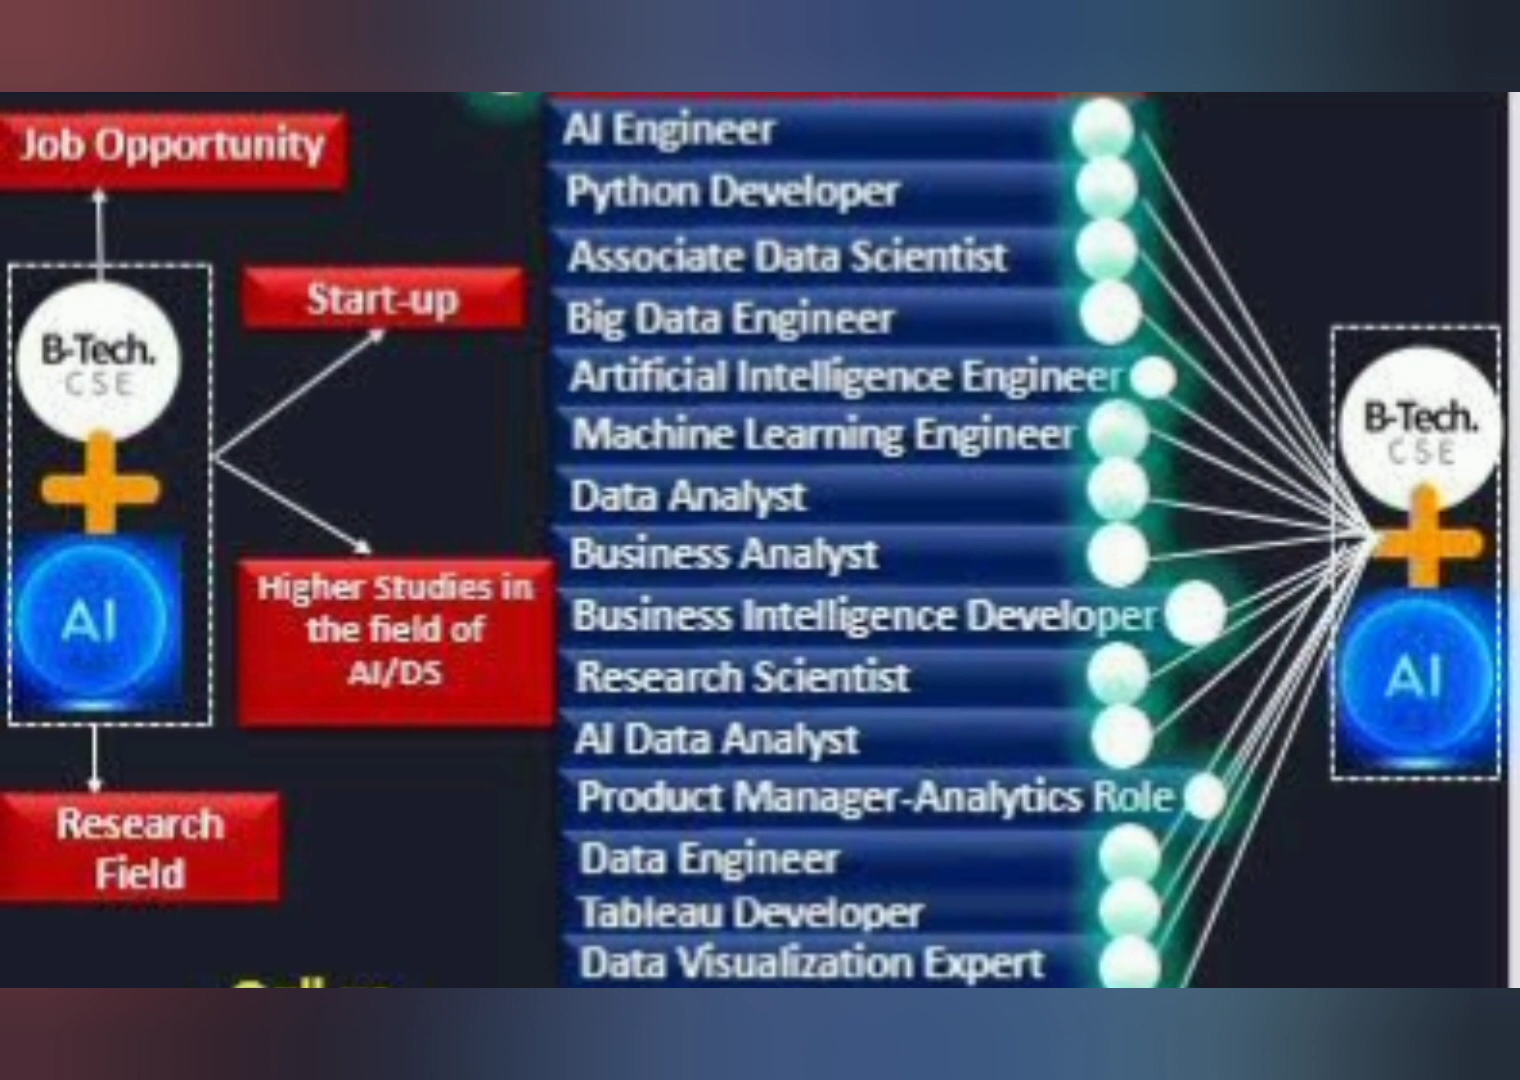 Job Opportunity
B-Tech.
CSE
AI
Start-up
Higher Studies in
the field of
AI/DS
Research
Field
AI Engineer
Python Developer
Associate Data Scientist
Big Data Engineer
Artificial Intelligence Engineer
Machine Learning Engineer
Data Analyst
Business Analyst
Business Intelligence Developer
Research Scientist
AI Data Analyst
Product Manager-Analytics Role
Data Engineer
Tableau Developer
Data Visualization Expert
B-Tech.
CSE
AI